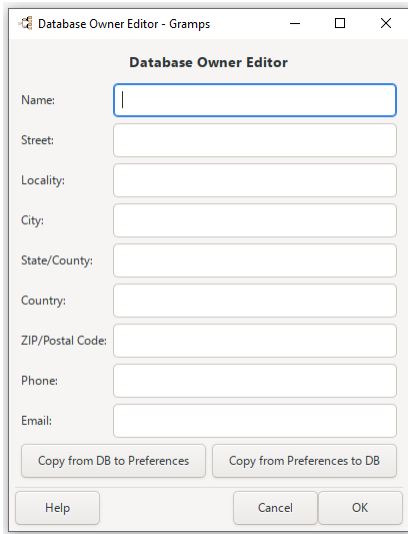 Database Owner Editor - Gramps
Database Owner Editor
Name:
Street:
Locality:
City:
State/County:
Country:
ZIP/Postal Code:
Phone:
Email:
Copy from DB to Preferences Copy from Preferences to DB
Help Cancel OK